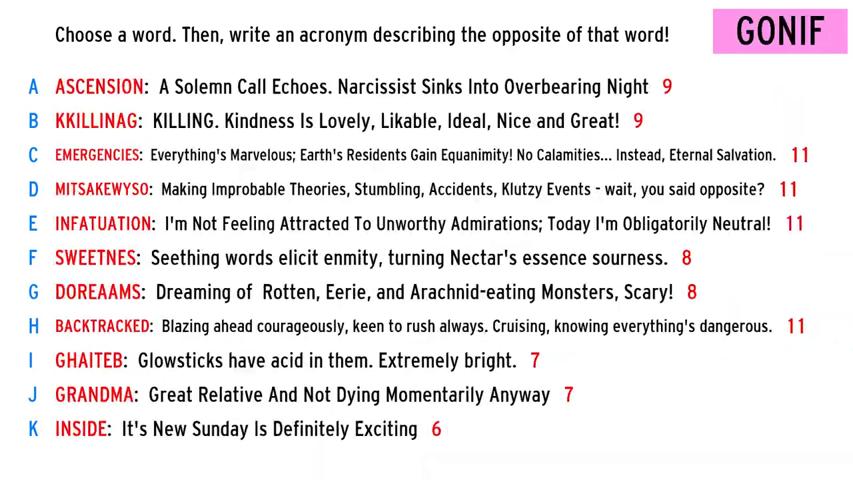 Choose a word. Then, write an acronym describing the opposite of that word!
GONIF
A ASCENSION: A Solemn Call Echoes. Narcissist Sinks Into Overbearing Night 9
B KKILLINAG: KILLING. Kindness Is Lovely, Likable, Ideal, Nice and Great! 9
C EMERGENCIES: Everything's Marvelous; Earth's Residents Gain Equanimity! No Calamities... Instead, Eternal Salvation. 11
D MITSAKEWYSO: Making Improbable Theories, Stumbling, Accidents, Klutzy Events - wait, you said opposite? 11
E INFATUATION: I'm Not Feeling Attracted To Unworthy Admirations; Today I'm Obligatorily Neutral! 11
F SWEETNES: Seething words elicit enmity, turning Nectar's essence sourness. 8
G DOREAAMS: Dreaming of Rotten, Eerie, and Arachnid-eating Monsters, Scary! 8
H BACKTRACKED: Blazing ahead courageously, keen to rush always. Cruising, knowing everything's dangerous. 11
I GHAITEB: Glowsticks have acid in them. Extremely bright. 7
J GRANDMA: Great Relative And Not Dying Momentarily Anyway 7
K INSIDE: It's New Sunday Is Definitely Exciting 6